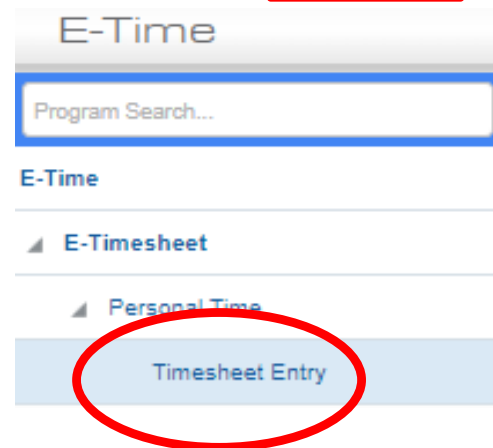 E-Time
Program Search...
E-Time
E-Timesheet
Personal Time
Timesheet Entry